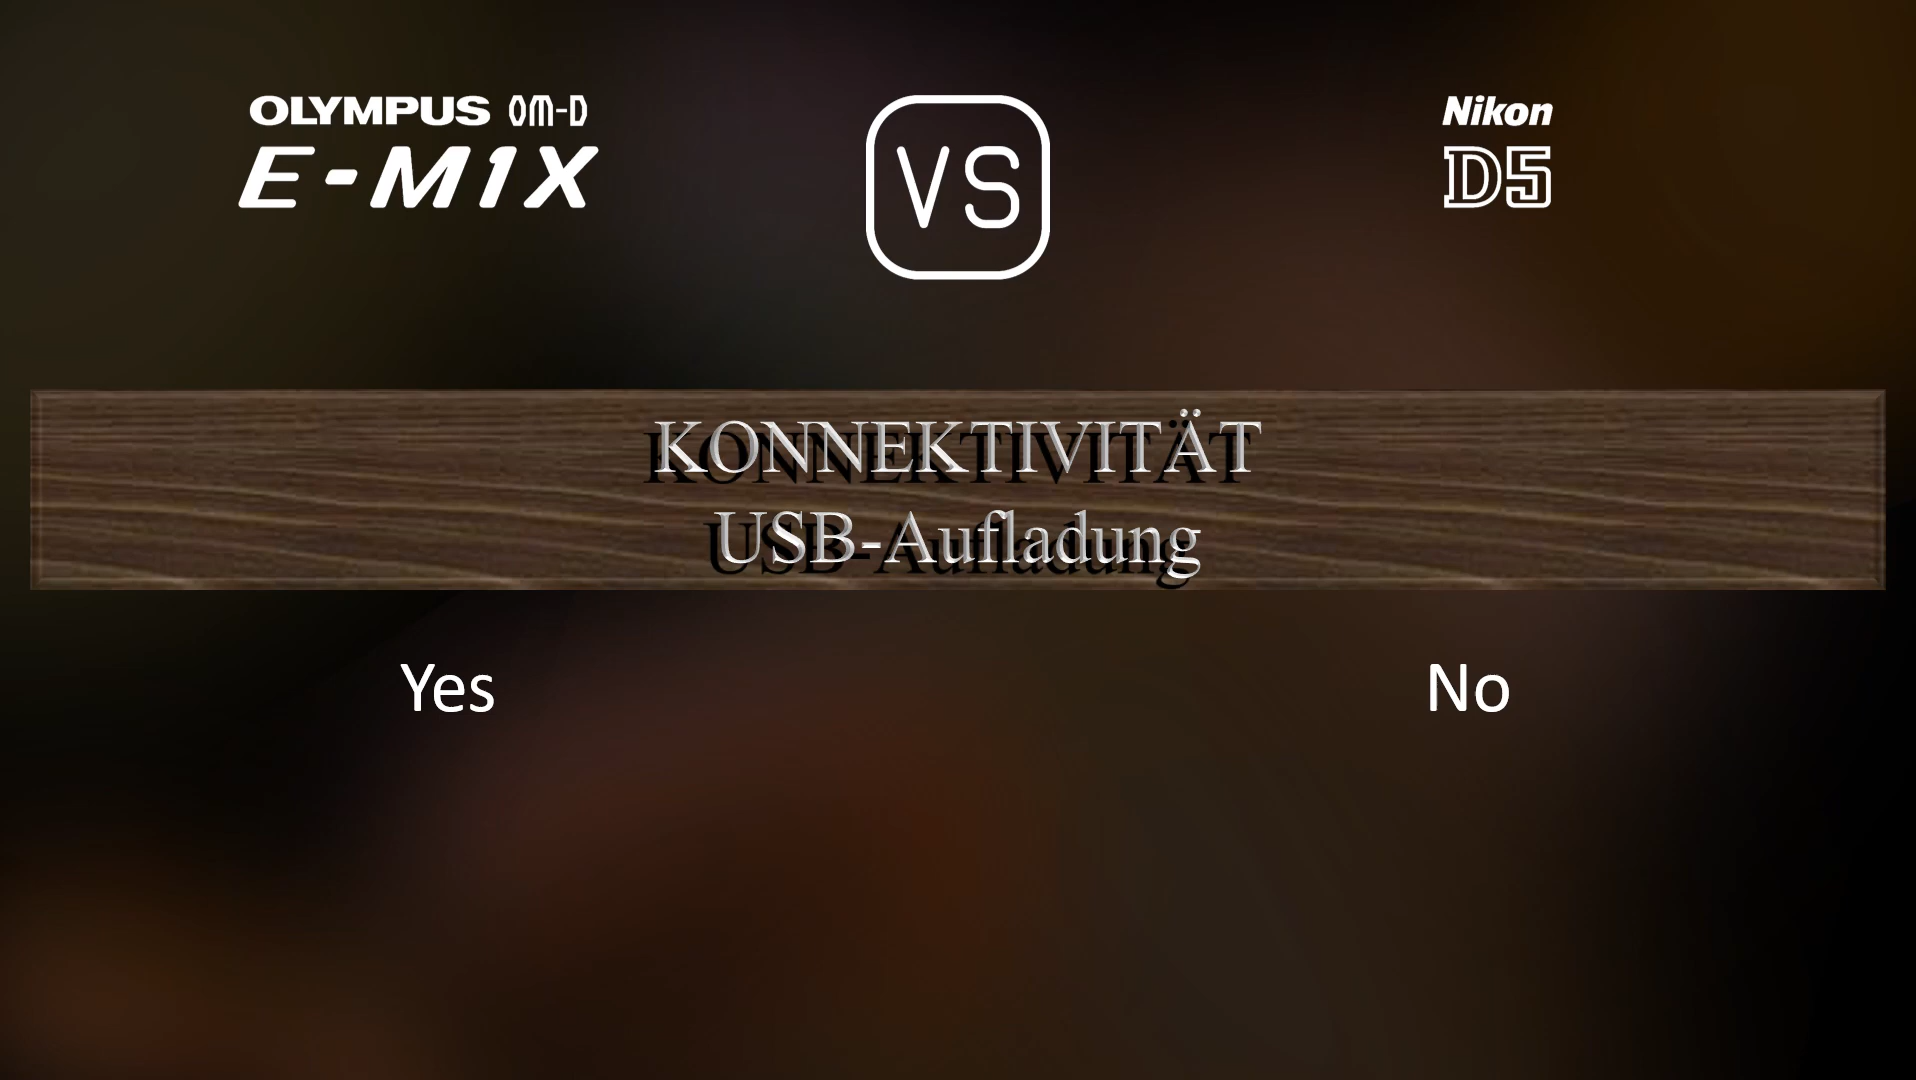 OLYMPUS OM-D
E-M1X
VS
Nikon
D5
KONNEKTIVITÄT
USB-Aufladung
Yes
No